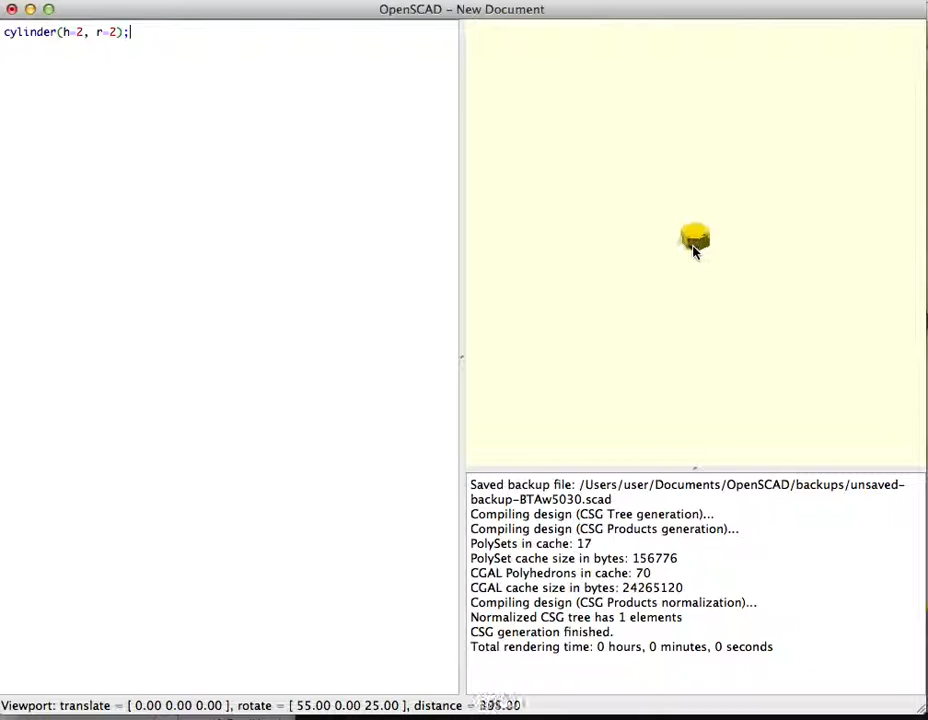 OpenSCAD – New Document
cylinder(h=2, r=2);
Saved backup file: /Users/user/Documents/OpenSCAD/backups/unsaved-
backup-BTAw5030.scad
Compiling design (CSG Tree generation)...
Compiling design (CSG Products generation)...
PolySets in cache: 17
PolySet cache size in bytes: 156776
CGAL Polyhedrons in cache: 70
CGAL cache size in bytes: 24265120
Compiling design (CSG Products normalization)...
Normalized CSG tree has 1 elements
CSG generation finished.
Total rendering time: 0 hours, 0 minutes, 0 seconds
Viewport: translate = [ 0.00 0.00 0.00 ], rotate = [ 55.00 0.00 25.00 ], distance =